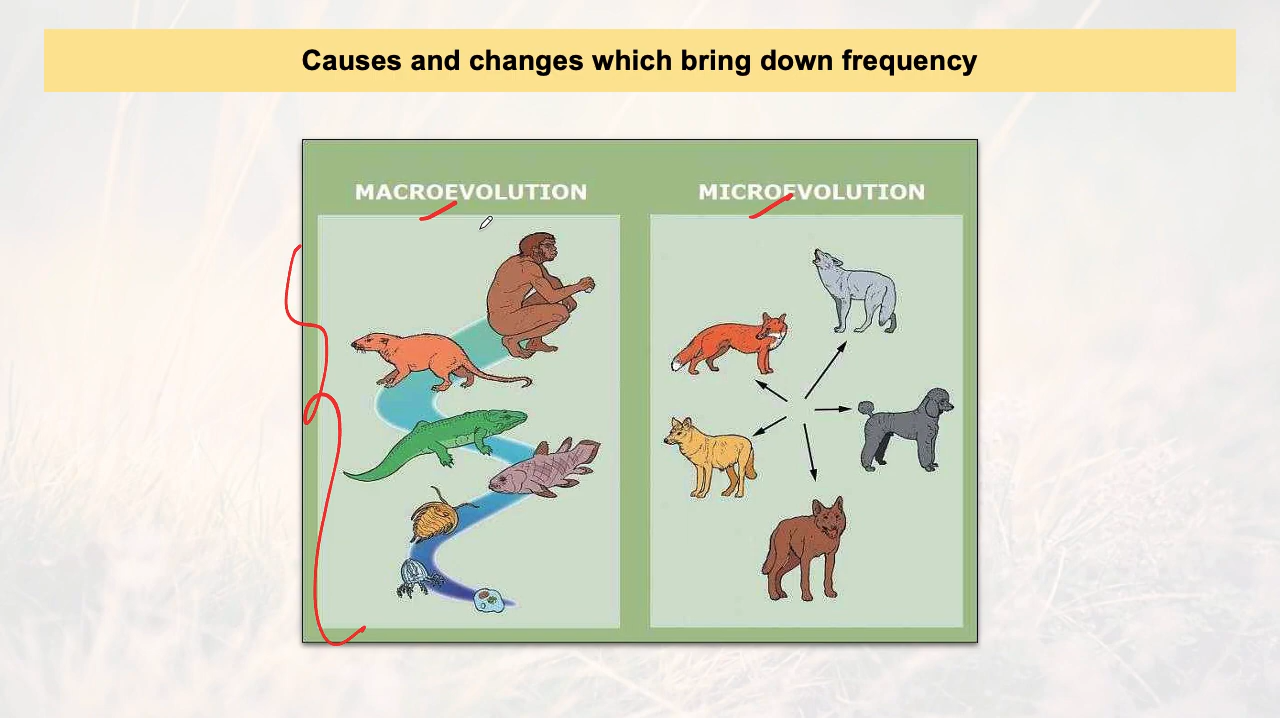 Causes and changes which bring down frequency
MACROEVOLUTION
MICROEVOLUTION